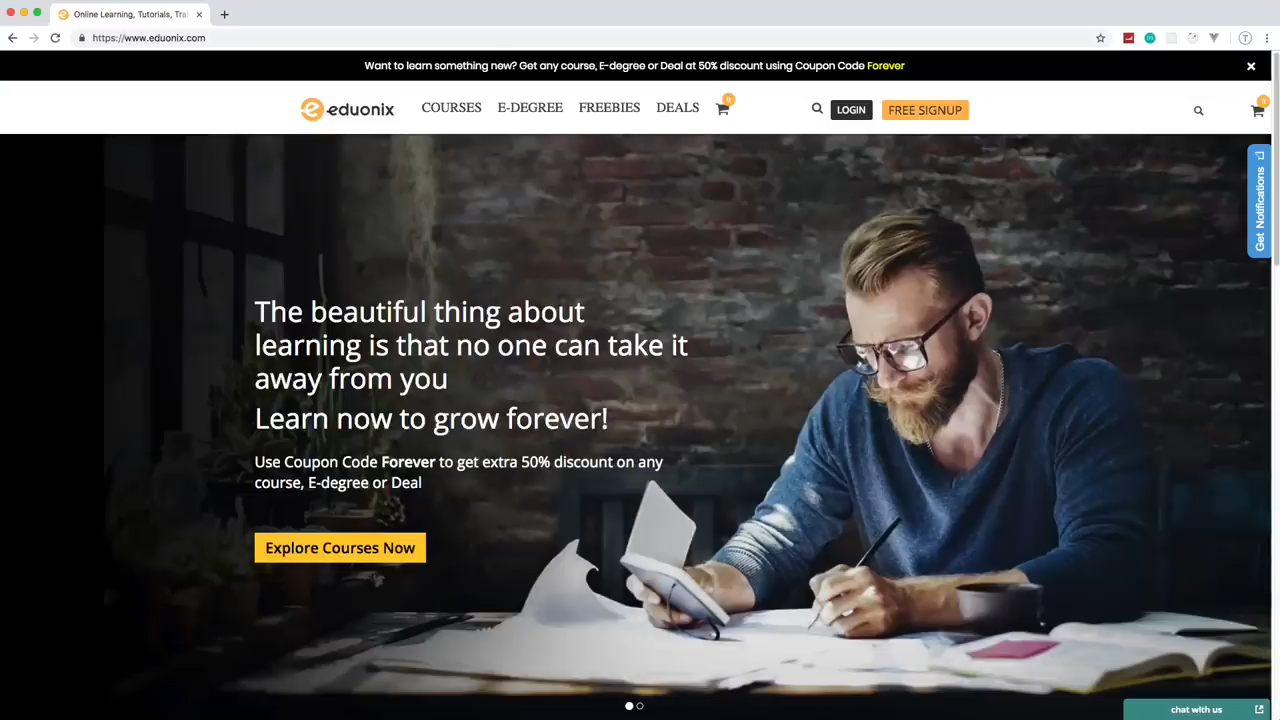 Online Learning, Tutorials, Tra
https://www.eduonix.com
T
Want to learn something new? Get any course, E-degree or Deal at 50% discount using Coupon Code Forever
eduonix
COURSES
E-DEGREE
FREEBIES
DEALS
0
LOGIN
FREE SIGNUP
0
Get Notifications
The beautiful thing about
learning is that no one can take it
away from you
Learn now to grow forever!
Use Coupon Code Forever to get extra 50% discount on any
course, E-degree or Deal
Explore Courses Now
chat with us